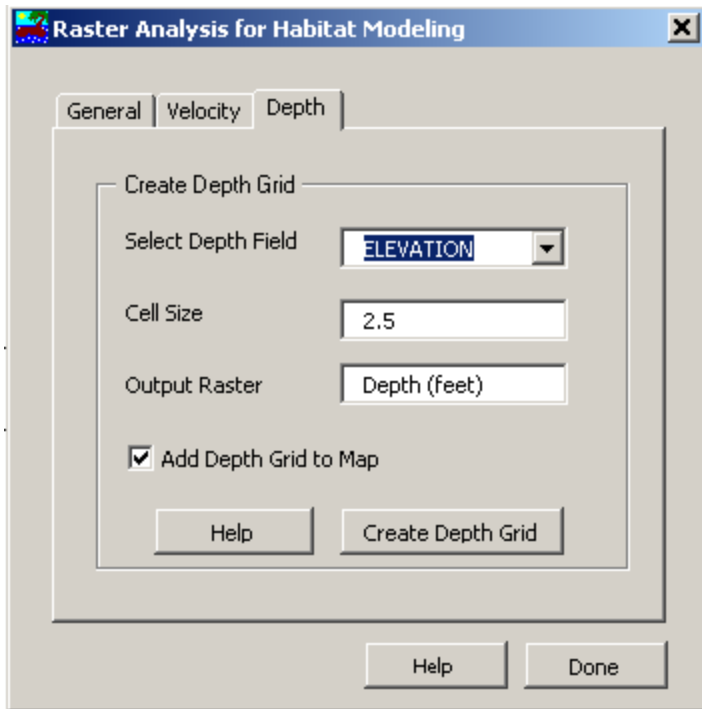 Raster Analysis for Habitat Modeling
General Velocity Depth
Create Depth Grid
Select Depth Field ELEVATION
Cell Size 2.5
Output Raster Depth (feet)
Add Depth Grid to Map
Help Create Depth Grid
Help Done